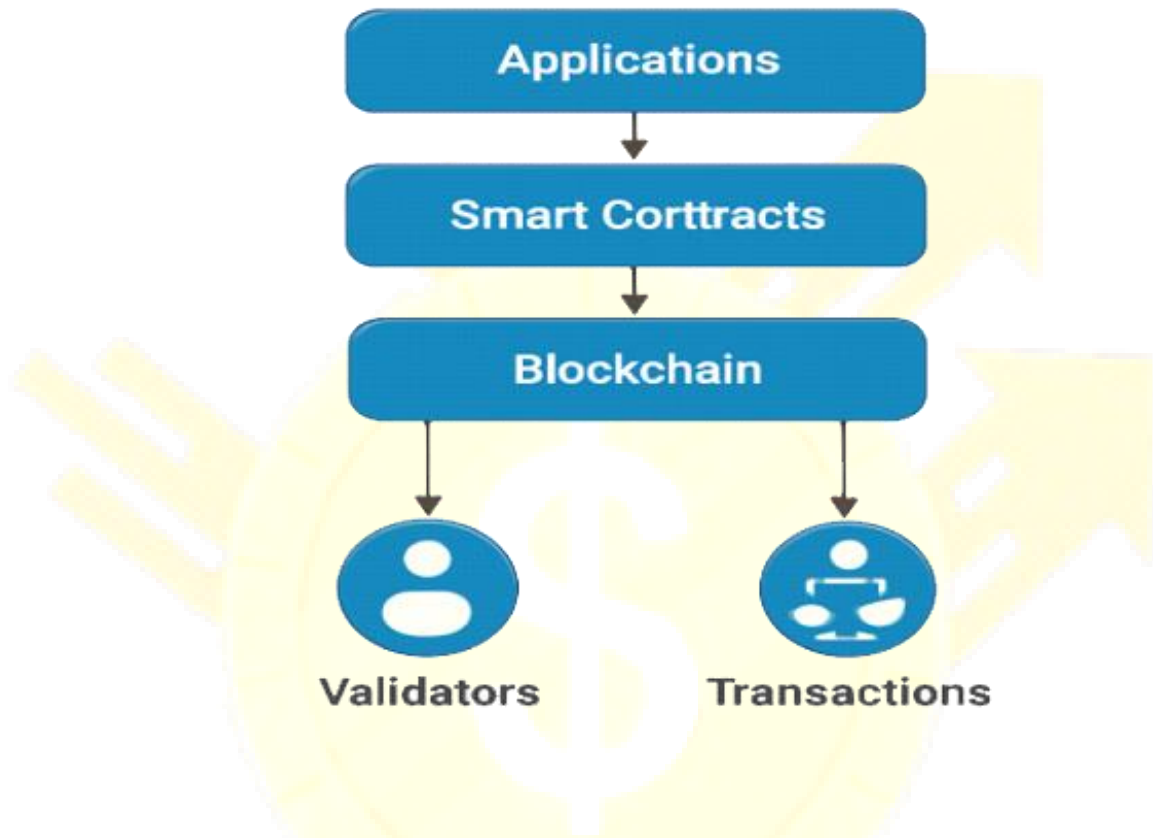 Applications
Smart Corttracts
Blockchain
Validators
Transactions